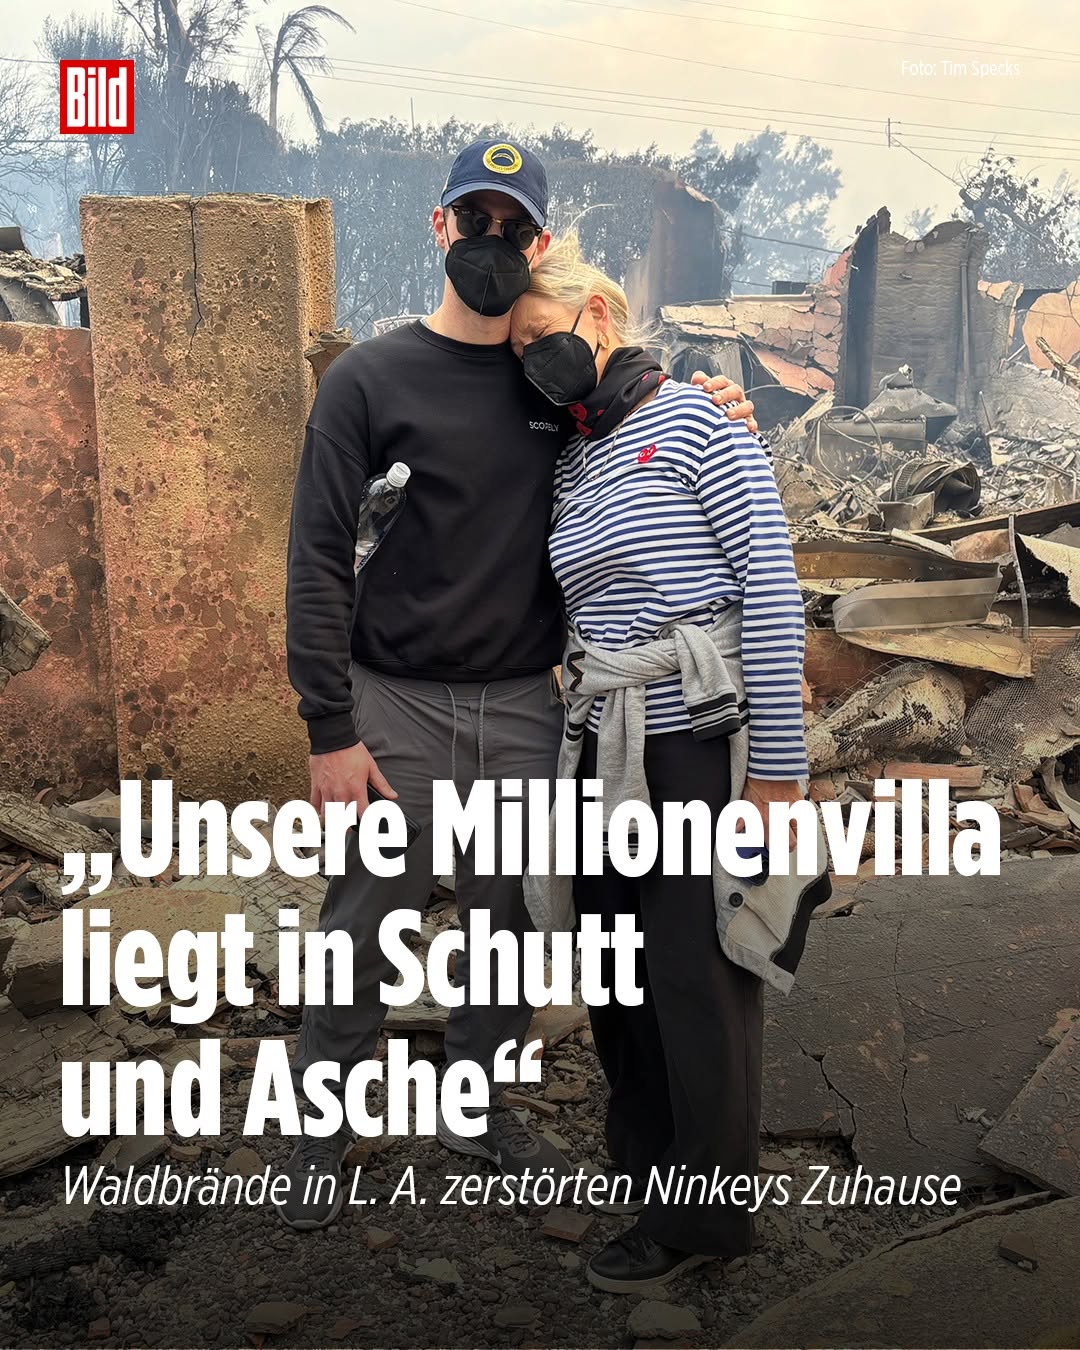 Bild
Foto: Tim Specks
SCOPELY
„Unsere Millionenvilla
liegt in Schutt
und Asche“
Waldbrände in L. A. zerstörten Ninkeys Zuhause